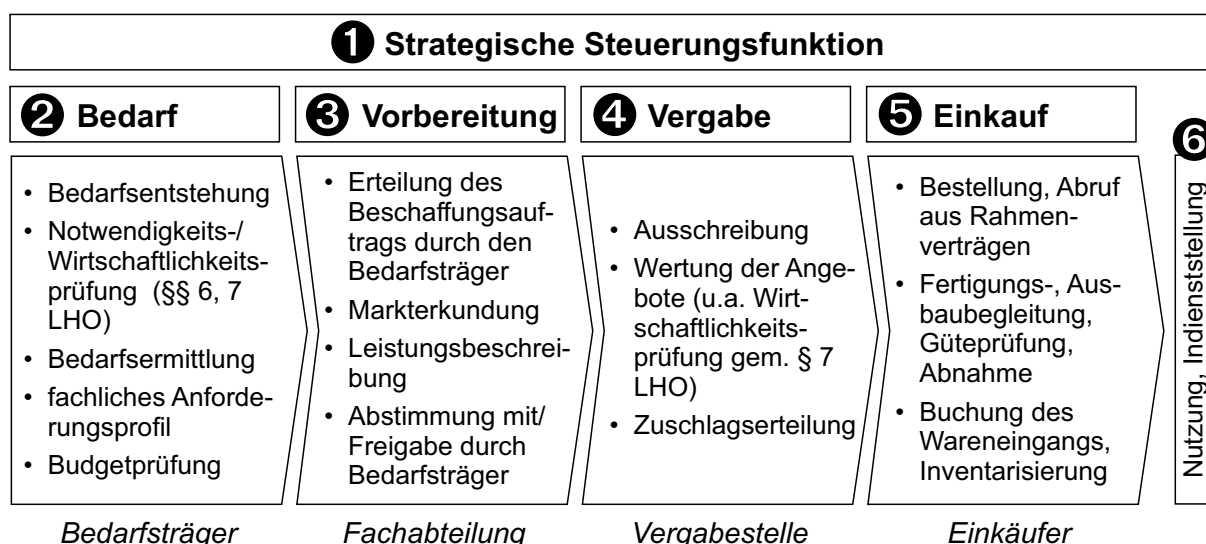 ❶ Strategische Steuerungsfunktion
❷ Bedarf
• Bedarfsentstehung
• Notwendigkeits-/
Wirtschaftlichkeits-
prüfung (§§ 6, 7
LHO)
• Bedarfsermittlung
• fachliches Anforde-
rungsprofil
• Budgetprüfung
Bedarfsträger
❸ Vorbereitung
• Erteilung des
Beschaffungsauf-
trags durch den
Bedarfsträger
• Markterkundung
• Leistungsbeschrei-
bung
• Abstimmung mit/
Freigabe durch
Bedarfsträger
Fachabteilung
❹ Vergabe
• Ausschreibung
• Wertung der Ange-
bote (u.a. Wirt-
schaftlichkeits-
prüfung gem. § 7
LHO)
• Zuschlagserteilung
Vergabestelle
❺ Einkauf
• Bestellung, Abruf
aus Rahmen-
verträgen
• Fertigungs-, Aus-
baubegleitung,
Güteprüfung,
Abnahme
• Buchung des
Wareneingangs,
Inventarisierung
Einkäufer
❻
Nutzung, Indienststellung